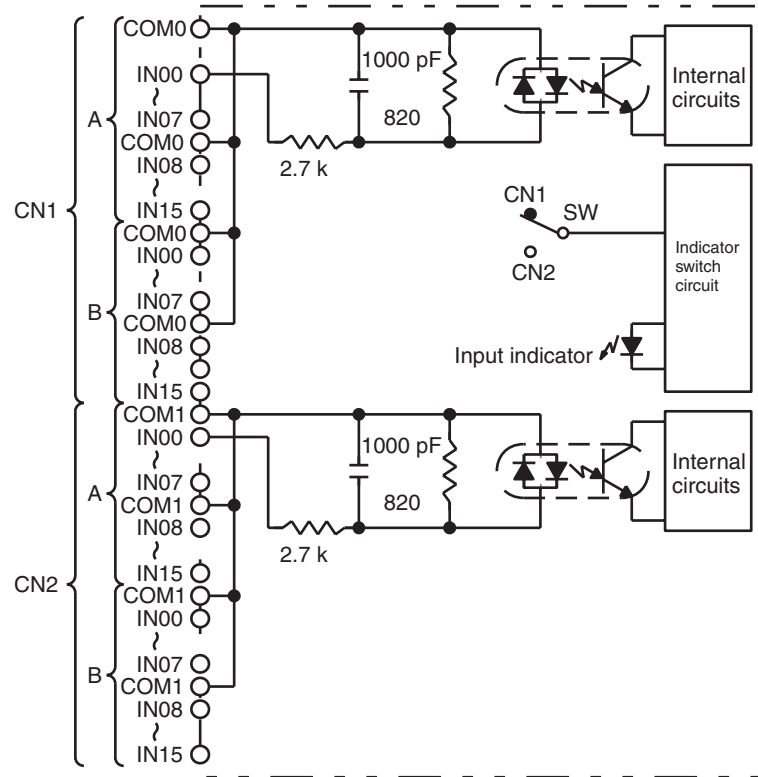 CN1
A
COM0
IN00
~
IN07
COM0
IN08
~
IN15
B
COM0
IN00
~
IN07
COM0
IN08
~
IN15
1000 pF
820
2.7 k
Internal
circuits
CN1
SW
CN2
Indicator
switch
circuit
Input indicator
CN2
A
COM1
IN00
~
IN07
COM1
IN08
~
IN15
B
COM1
IN00
~
IN07
COM1
IN08
~
IN15
1000 pF
820
2.7 k
Internal
circuits